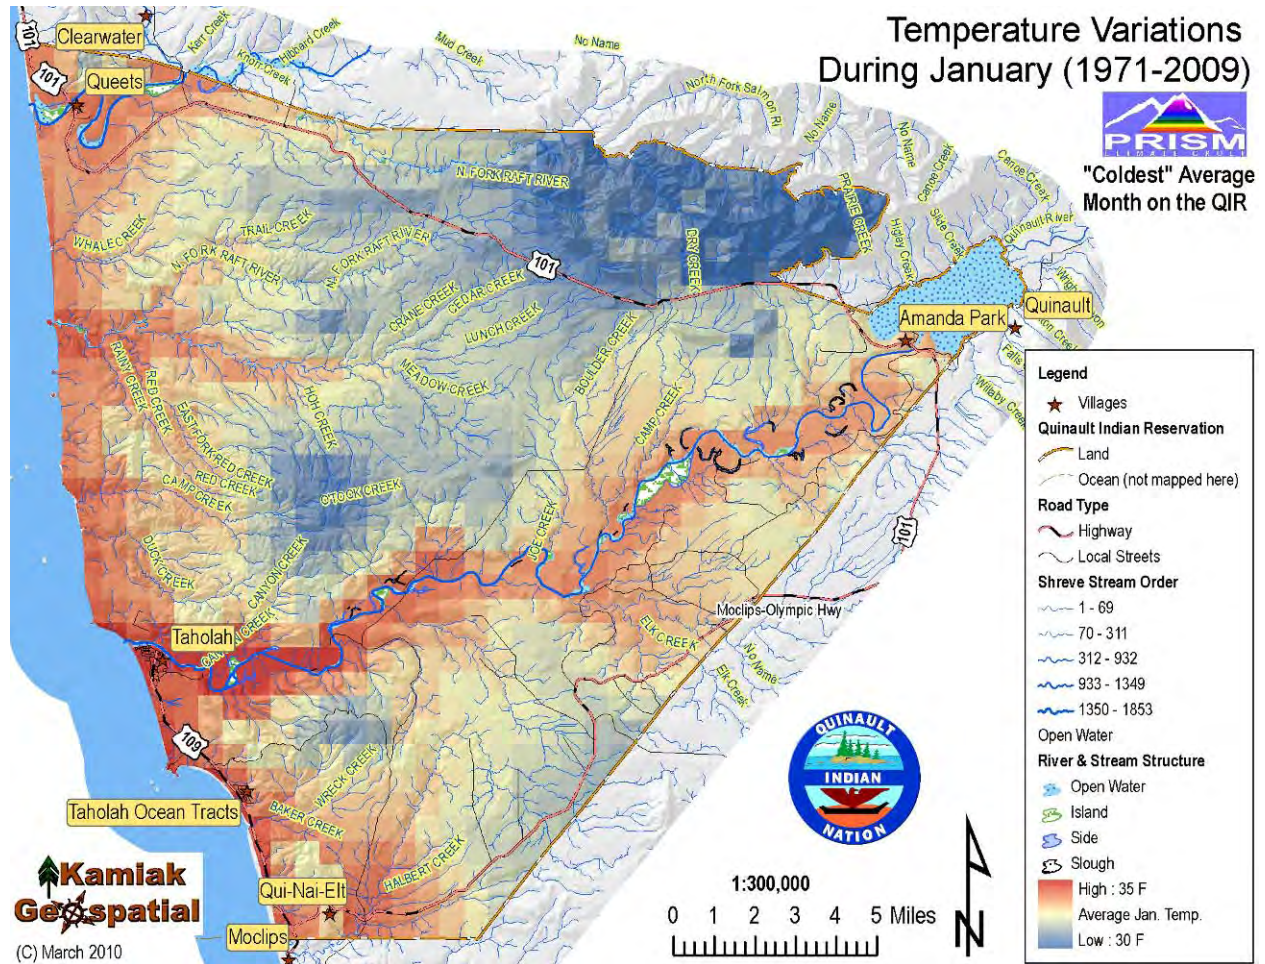 Temperature Variations
During January (1971-2009)
PRISM
CLIMATE GROUP
"Coldest" Average
Month on the QIR
101
Clearwater
101
Queets
Kerr Creek
Knorr Creek
Hibbard Creek
Mud Creek
No Name
North Fork Salmon Ri
No Name
No Name
Canoe Creek
Canoe Creek
Slide Creek
Higley Creek
PRAIRIE CREEK
Quinault River
N. FORK RAFT RIVER
DRY CREEK
WHALE CREEK
TRAIL CREEK
N. FORK RAFT RIVER
N. FORK RAFT RIVER
101
CRANE CREEK
CEDAR CREEK
LUNCH CREEK
BOULDER CREEK
MEADOW CREEK
Amanda Park
Quinault
Falls
Willaby Creek
RAINY CREEK
RED CREEK
EAST FORK RED CREEK
RED CREEK
CAMP CREEK
HOH CREEK
OTOOK CREEK
CAMP CREEK
JOE CREEK
DUCK CREEK
CANYON CREEK
101
Moclips-Olympic Hwy
ELK CREEK
No Name
Elk Creek
Taholah
109
WRECK CREEK
Taholah Ocean Tracts
BAKER CREEK
HALBERT CREEK
Qui-Nai-Elt
Moclips
QUINAULT
INDIAN
NATION
Kamiak
Geospatial
(C) March 2010
1:300,000
0 1 2 3 4 5 Miles
N
Legend
Villages
Quinault Indian Reservation
Land
Ocean (not mapped here)
Road Type
Highway
Local Streets
Shreve Stream Order
1 - 69
70 - 311
312 - 932
933 - 1349
1350 - 1853
Open Water
River & Stream Structure
Open Water
Island
Side
Slough
High : 35 F
Average Jan. Temp.
Low : 30 F